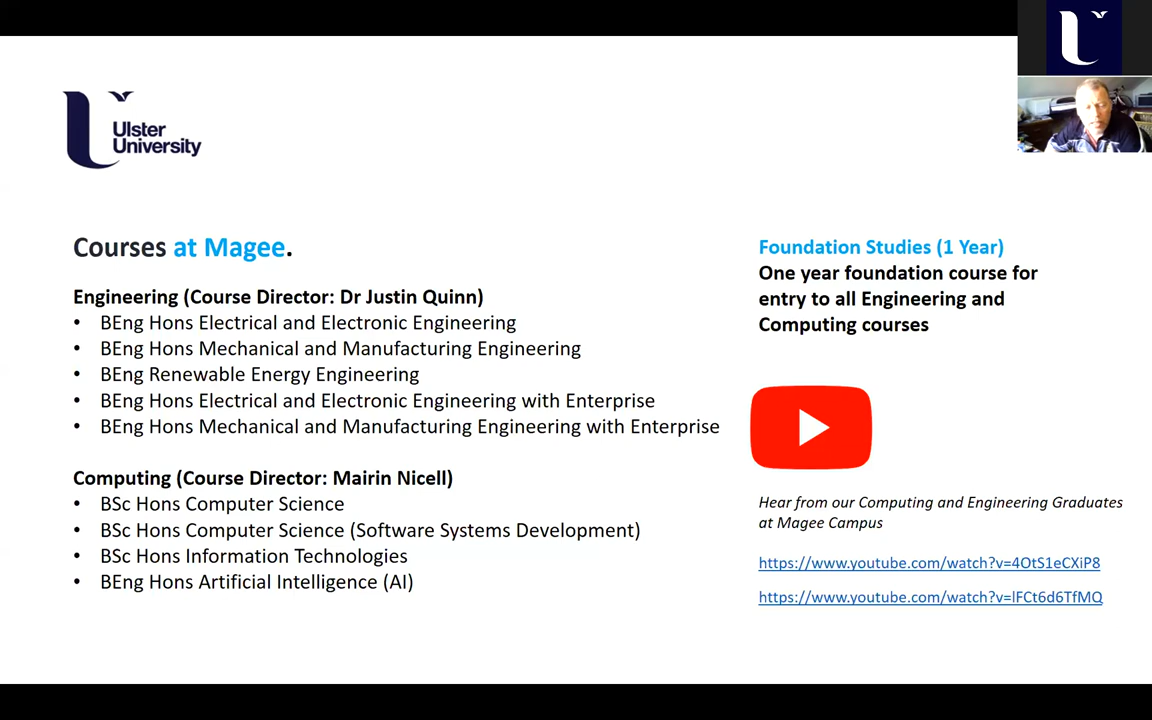 Ulster
University
Courses at Magee.
Engineering (Course Director: Dr Justin Quinn)
• BEng Hons Electrical and Electronic Engineering
• BEng Hons Mechanical and Manufacturing Engineering
• BEng Renewable Energy Engineering
• BEng Hons Electrical and Electronic Engineering with Enterprise
• BEng Hons Mechanical and Manufacturing Engineering with Enterprise
Computing (Course Director: Mairin Nicell)
• BSc Hons Computer Science
• BSc Hons Computer Science (Software Systems Development)
• BSc Hons Information Technologies
• BEng Hons Artificial Intelligence (AI)
Foundation Studies (1 Year)
One year foundation course for
entry to all Engineering and
Computing courses
Hear from our Computing and Engineering Graduates
at Magee Campus
https://www.youtube.com/watch?v=4OtS1eCXiP8
https://www.youtube.com/watch?v=lFCt6d6TfMQ